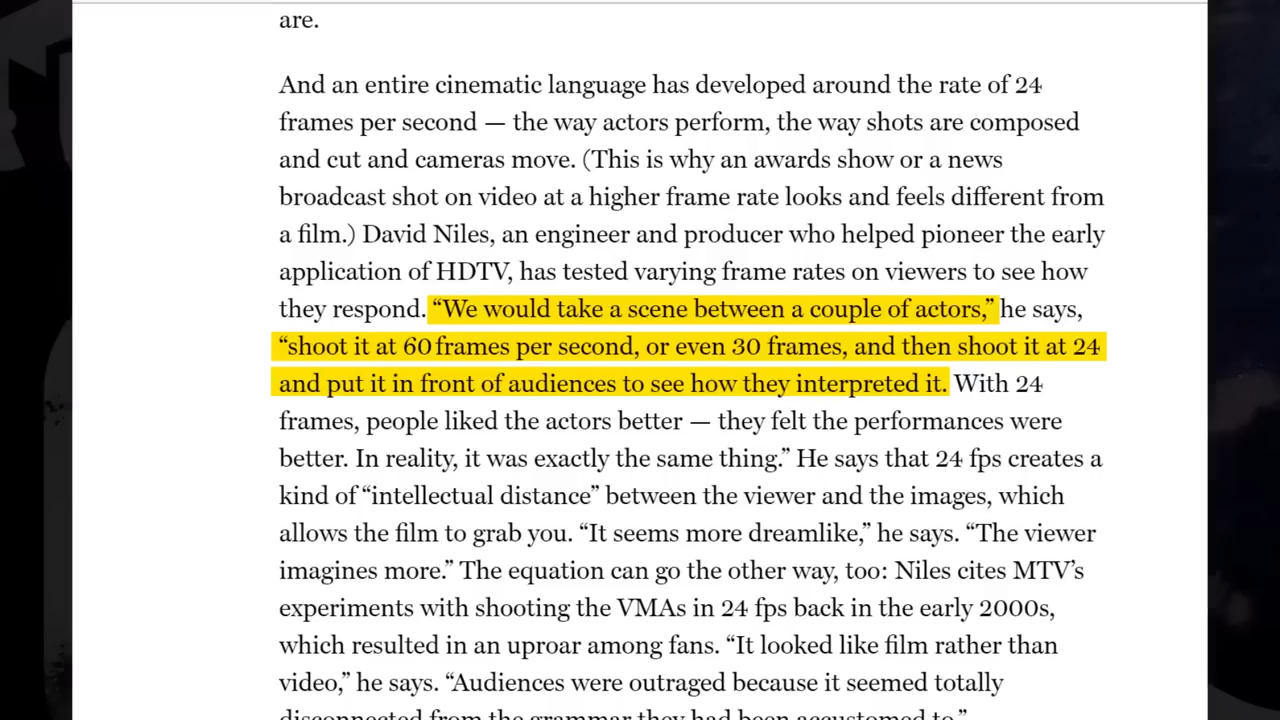 are.
And an entire cinematic language has developed around the rate of 24
frames per second — the way actors perform, the way shots are composed
and cut and cameras move. (This is why an awards show or a news
broadcast shot on video at a higher frame rate looks and feels different from
a film.) David Niles, an engineer and producer who helped pioneer the early
application of HDTV, has tested varying frame rates on viewers to see how
they respond. “We would take a scene between a couple of actors,” he says,
“shoot it at 60 frames per second, or even 30 frames, and then shoot it at 24
and put it in front of audiences to see how they interpreted it. With 24
frames, people liked the actors better — they felt the performances were
better. In reality, it was exactly the same thing.” He says that 24 fps creates a
kind of “intellectual distance” between the viewer and the images, which
allows the film to grab you. “It seems more dreamlike,” he says. “The viewer
imagines more.” The equation can go the other way, too: Niles cites MTV’s
experiments with shooting the VMAs in 24 fps back in the early 2000s,
which resulted in an uproar among fans. “It looked like film rather than
video,” he says. “Audiences were outraged because it seemed totally
disconnected from the grammar they had been accustomed to.”